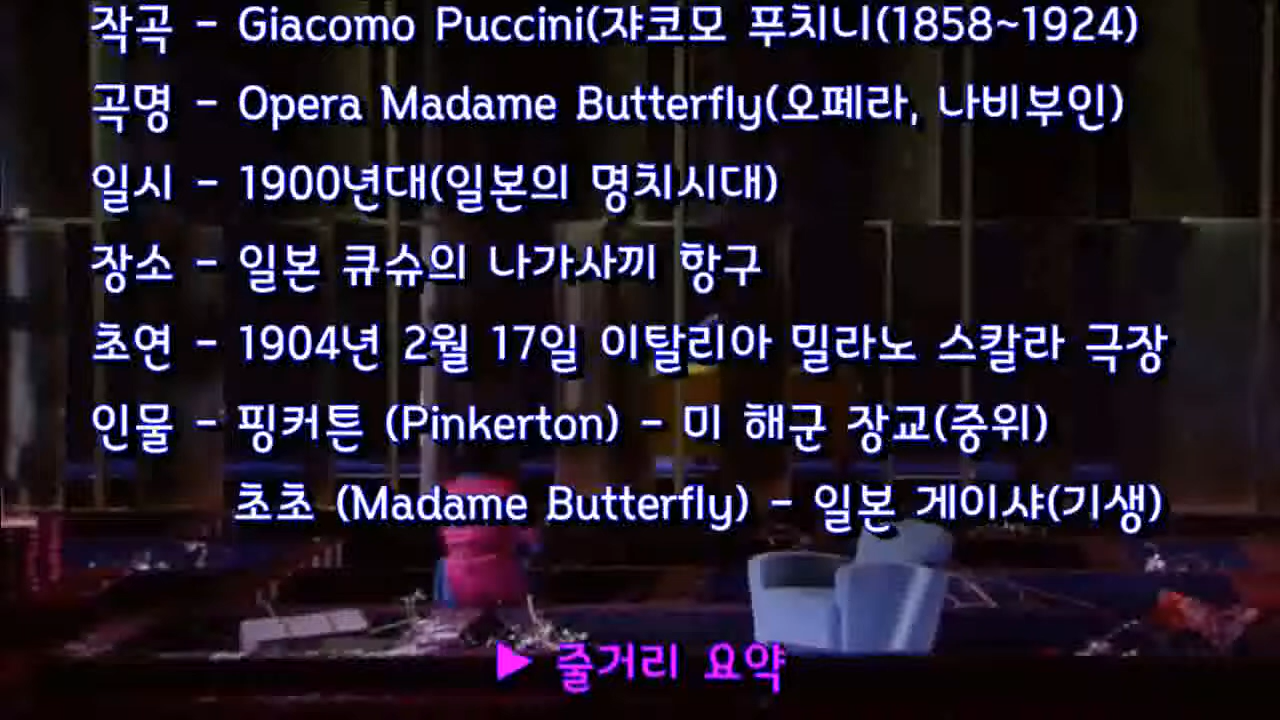 작곡 - Giacomo Puccini(쟈코모 푸치니(1858~1924)
곡명 - Opera Madame Butterfly(오페라, 나비부인)
일시 - 1900년대(일본의 명치시대)
장소 - 일본 큐슈의 나가사끼 항구
초연 - 1904년 2월 17일 이탈리아 밀라노 스칼라 극장
인물 - 핑커튼 (Pinkerton) - 미 해군 장교(중위)
초초 (Madame Butterfly) - 일본 게이샤(기생)
▶ 줄거리 요약